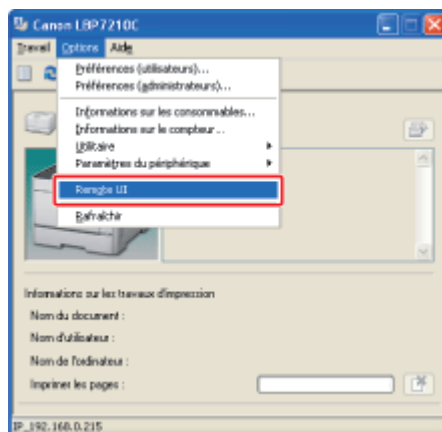 Canon LBP7210C
Travail Options Aide
Préférences (utilisateurs)...
Préférences (administrateurs)...
Informations sur les consommables...
Informations sur le compteur...
Utilitaire
Paramètres du périphérique
Remote UI
Rafraîchir
Informations sur les travaux d'impression
Nom du document :
Nom d'utilisateur :
Nom de l'ordinateur :
Imprimer les pages :
IP_192.168.0.215